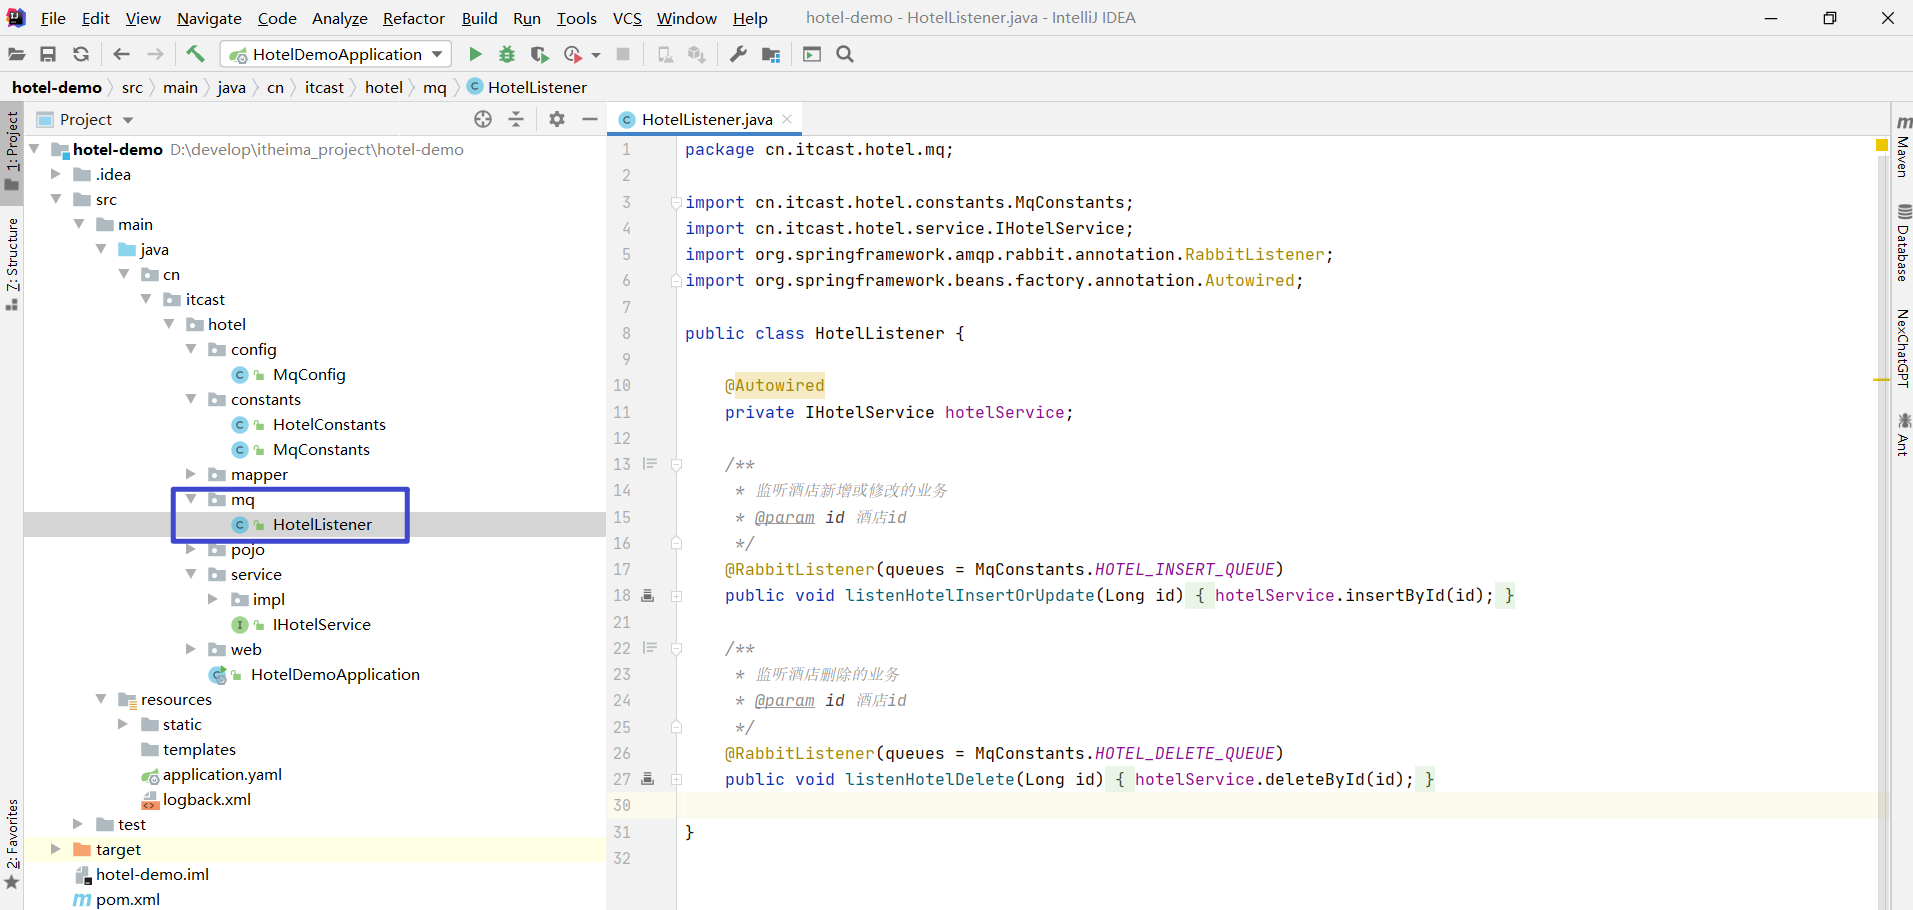 File Edit View Navigate Code Analyze Refactor Build Run Tools VCS Window Help hotel-demo - HotelListener.java - IntelliJ IDEA
HotelDemoApplication
hotel-demo src main java cn itcast hotel mq HotelListener
1: Project
Z: Structure
2: Favorites
Project
hotel-demo D:\develop\itheima_project\hotel-demo
.idea
src
main
java
cn
itcast
hotel
config
MqConfig
constants
HotelConstants
MqConstants
mapper
mq
HotelListener
pojo
service
impl
IHotelService
web
HotelDemoApplication
resources
static
templates
application.yaml
logback.xml
test
target
hotel-demo.iml
pom.xml
HotelListener.java
1 package cn.itcast.hotel.mq;
2
3 import cn.itcast.hotel.constants.MqConstants;
4 import cn.itcast.hotel.service.IHotelService;
5 import org.springframework.amqp.rabbit.annotation.RabbitListener;
6 import org.springframework.beans.factory.annotation.Autowired;
7
8 public class HotelListener {
9
10 @Autowired
11 private IHotelService hotelService;
12
13 /**
14 * 监听酒店新增或修改的业务
15 * @param id 酒店id
16 */
17 @RabbitListener(queues = MqConstants.HOTEL_INSERT_QUEUE)
18 public void listenHotelInsertOrUpdate(Long id) { hotelService.insertById(id); }
21
22 /**
23 * 监听酒店删除的业务
24 * @param id 酒店id
25 */
26 @RabbitListener(queues = MqConstants.HOTEL_DELETE_QUEUE)
27 public void listenHotelDelete(Long id) { hotelService.deleteById(id); }
30
31 }
32
Maven
Database
NexChatGPT
Ant